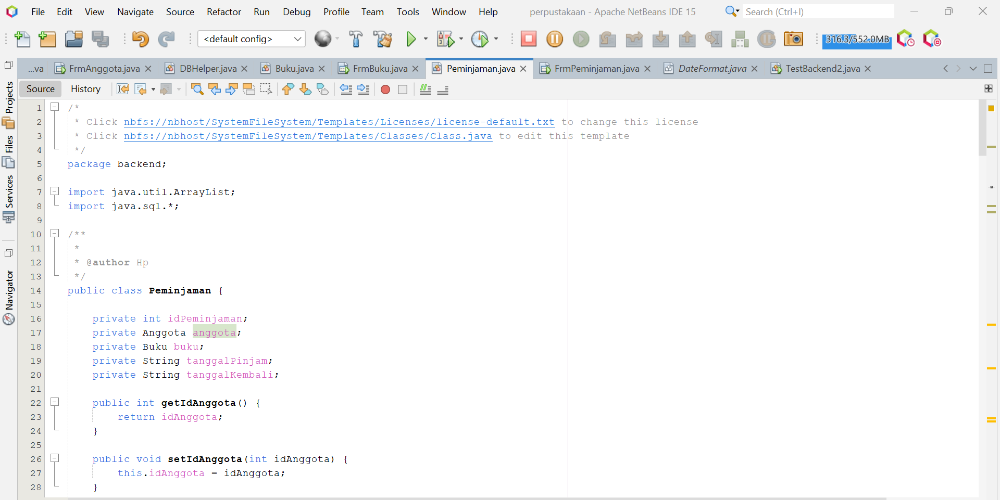 File Edit View Navigate Source Refactor Run Debug Profile Team Tools Window Help perpustakaan - Apache NetBeans IDE 15 Search (Ctrl+I)
<default config> 316.3/552.0MB
...va FrmAnggota.java DBHelper.java Buku.java FrmBuku.java Peminjaman.java FrmPeminjaman.java DateFormat.java TestBackend2.java
Source History
Projects
Files
Services
Navigator
1 /*
2 * Click nbfs://nbhost/SystemFileSystem/Templates/Licenses/license-default.txt to change this license
3 * Click nbfs://nbhost/SystemFileSystem/Templates/Classes/Class.java to edit this template
4 */
5 package backend;
6
7 import java.util.ArrayList;
8 import java.sql.*;
9
10 /**
11 *
12 * @author Hp
13 */
14 public class Peminjaman {
15
16 private int idPeminjaman;
17 private Anggota anggota;
18 private Buku buku;
19 private String tanggalPinjam;
20 private String tanggalKembali;
21
22 public int getIdAnggota() {
23 return idAnggota;
24 }
25
26 public void setIdAnggota(int idAnggota) {
27 this.idAnggota = idAnggota;
28 }